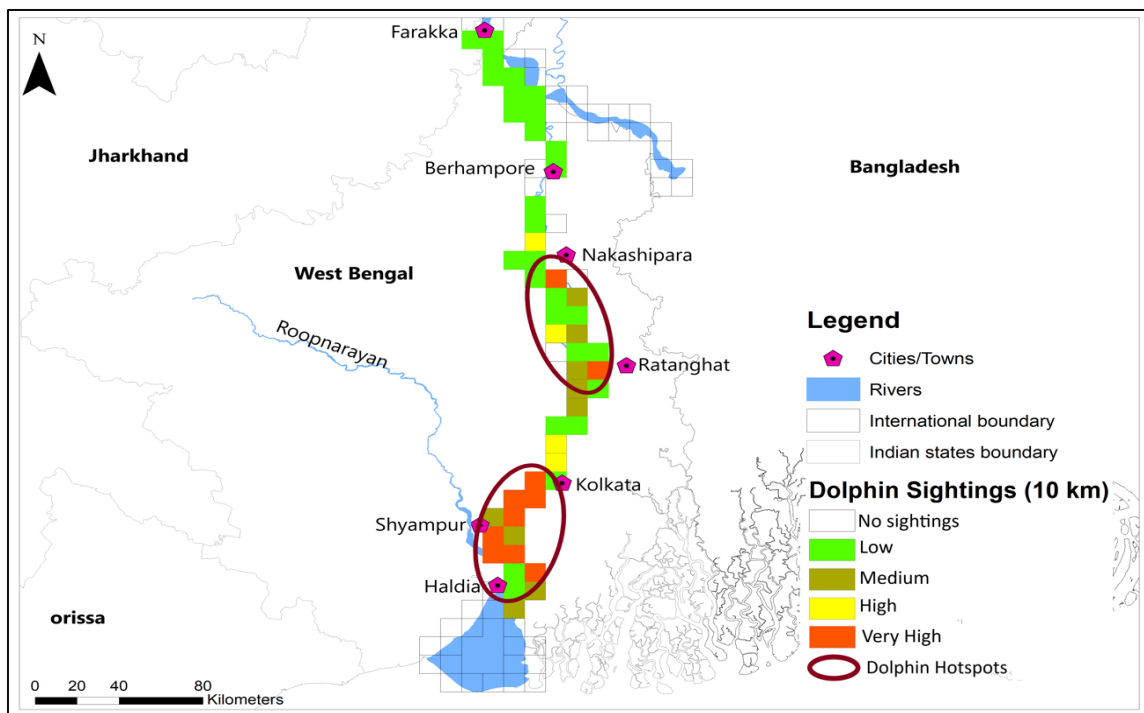 Farakka
N
Jharkhand
Berhampore
Bangladesh
Nakashipara
West Bengal
Roopnarayan
Ratanghat
Kolkata
Shyampur
Haldia
orissa
0 20 40 80
Kilometers
Legend
Cities/Towns
Rivers
International boundary
Indian states boundary
Dolphin Sightings (10 km)
No sightings
Low
Medium
High
Very High
Dolphin Hotspots